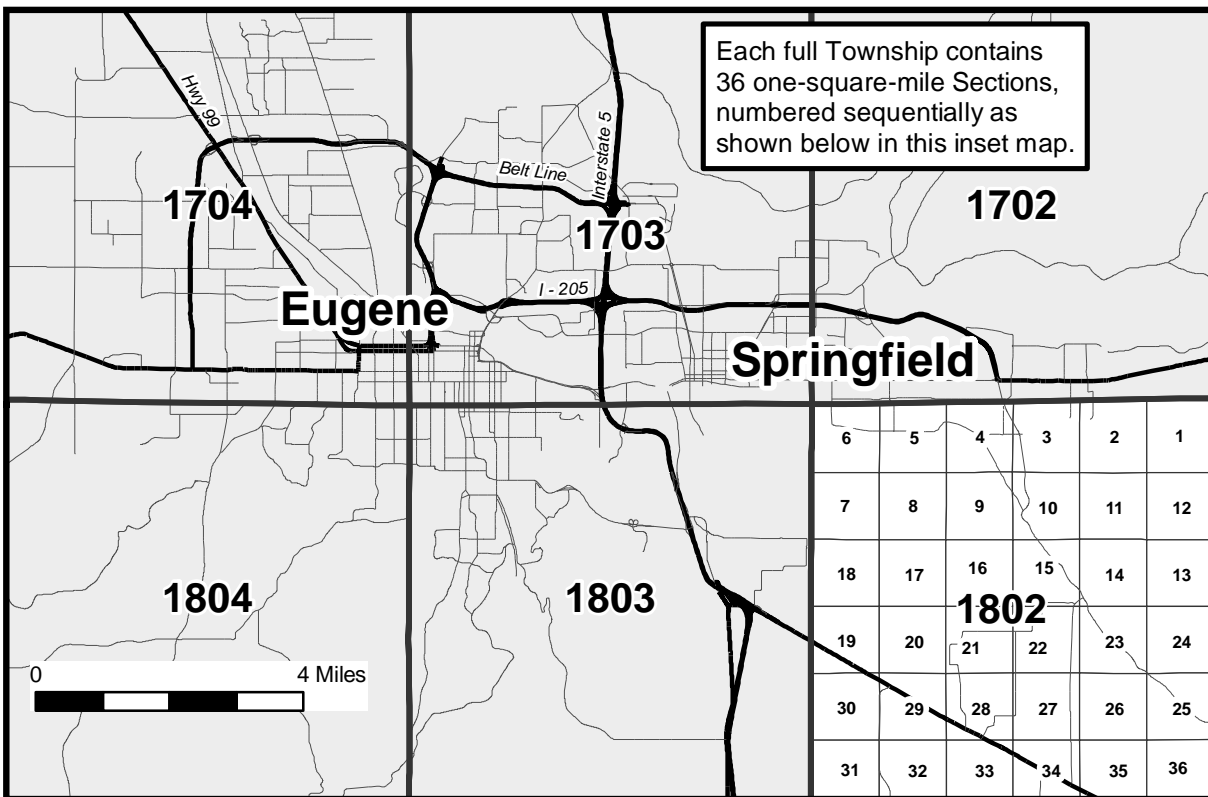 Each full Township contains
36 one-square-mile Sections,
numbered sequentially as
shown below in this inset map.
Hwy 99
Interstate 5
Belt Line
1704
1703
1702
I - 205
Eugene
Springfield
6 5 4 3 2 1
7 8 9 10 11 12
18 17 16 15 14 13
1804
1803
1802
19 20 21 22 23 24
0 4 Miles
30 29 28 27 26 25
31 32 33 34 35 36